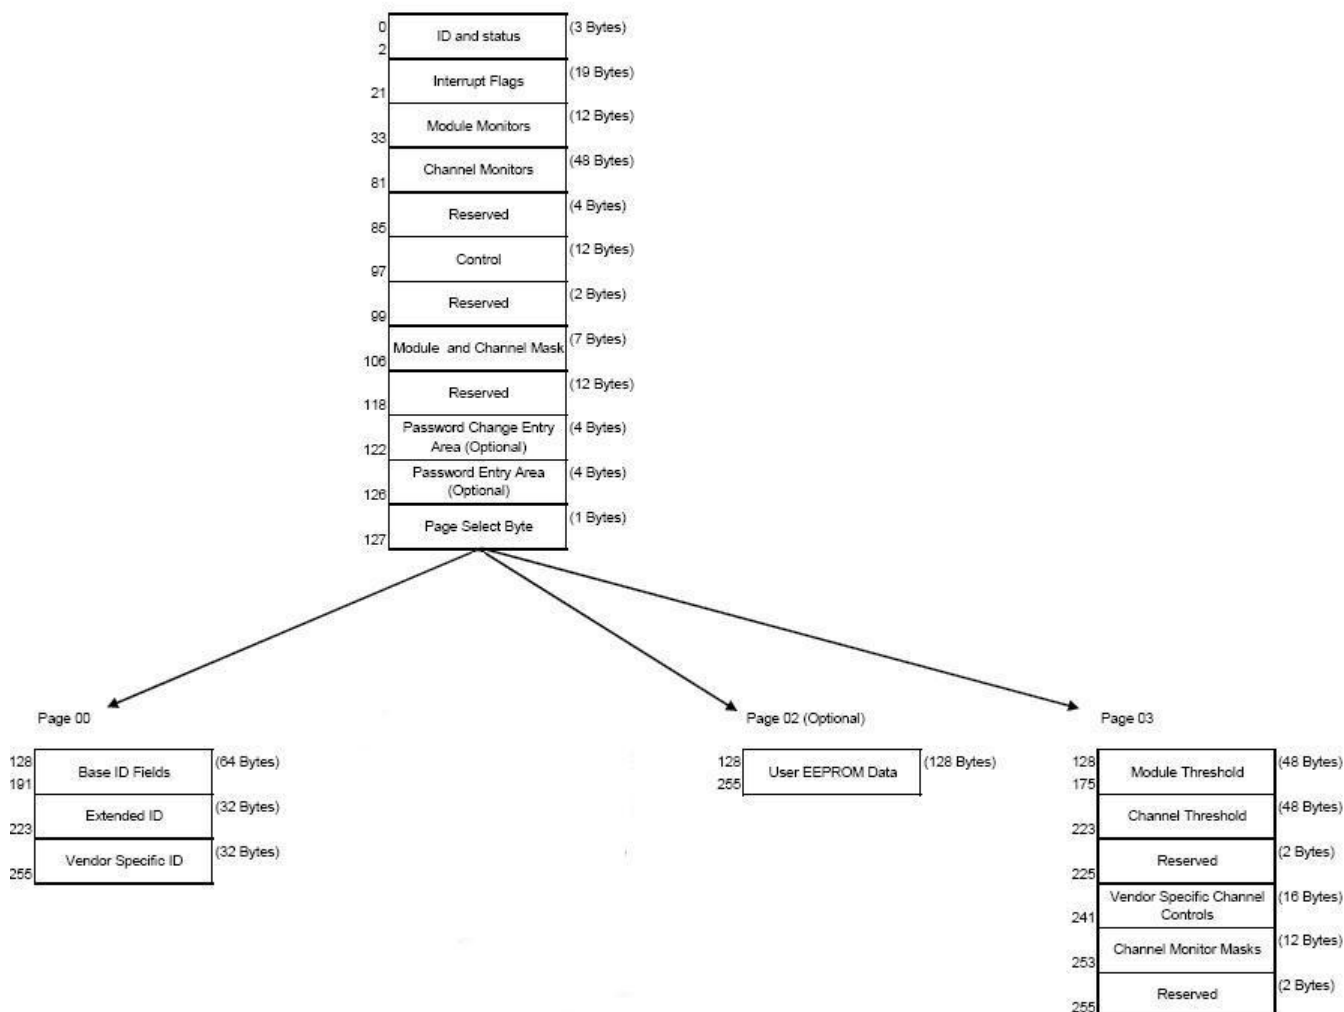 0 ID and status (3 Bytes)
2
Interrupt Flags (19 Bytes)
21
Module Monitors (12 Bytes)
33
Channel Monitors (48 Bytes)
81
Reserved (4 Bytes)
85
Control (12 Bytes)
97
Reserved (2 Bytes)
99
Module and Channel Mask (7 Bytes)
106
Reserved (12 Bytes)
118
Password Change Entry (4 Bytes)
Area (Optional)
122
Password Entry Area (4 Bytes)
(Optional)
126
Page Select Byte (1 Bytes)
127
Page 00
128 Base ID Fields (64 Bytes)
191
Extended ID (32 Bytes)
223
Vendor Specific ID (32 Bytes)
255
Page 02 (Optional)
128 User EEPROM Data (128 Bytes)
255
Page 03
128 Module Threshold (48 Bytes)
175
Channel Threshold (48 Bytes)
223
Reserved (2 Bytes)
225
Vendor Specific Channel (16 Bytes)
Controls
241
Channel Monitor Masks (12 Bytes)
253
Reserved (2 Bytes)
255